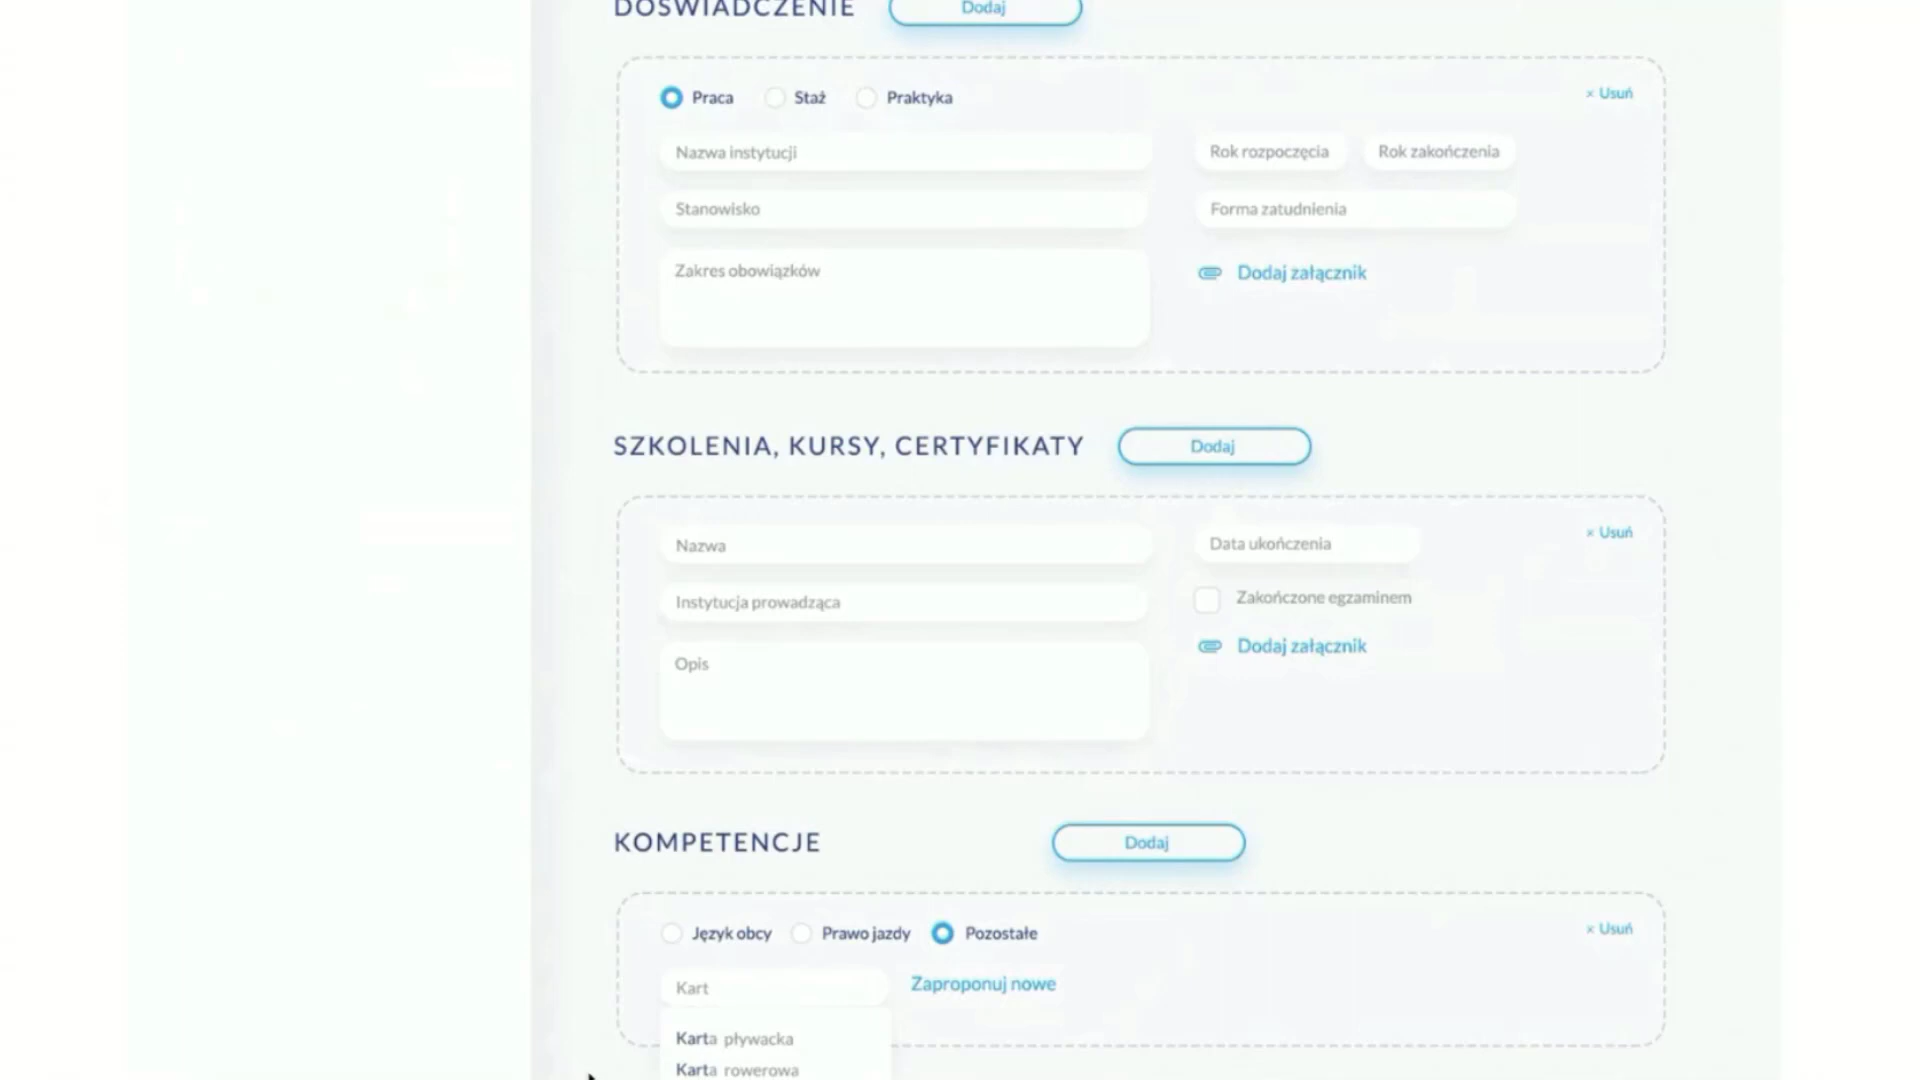 DOŚWIADCZENIE Dodaj
Praca Staż Praktyka × Usuń
Nazwa instytucji Rok rozpoczęcia Rok zakończenia
Stanowisko Forma zatudnienia
Zakres obowiązków Dodaj załącznik
SZKOLENIA, KURSY, CERTYFIKATY Dodaj
Nazwa Data ukończenia × Usuń
Instytucja prowadząca Zakończone egzaminem
Dodaj załącznik
Opis
KOMPETENCJE Dodaj
Język obcy Prawo jazdy Pozostałe × Usuń
Kart Zaproponuj nowe
Karta pływacka
Karta rowerowa